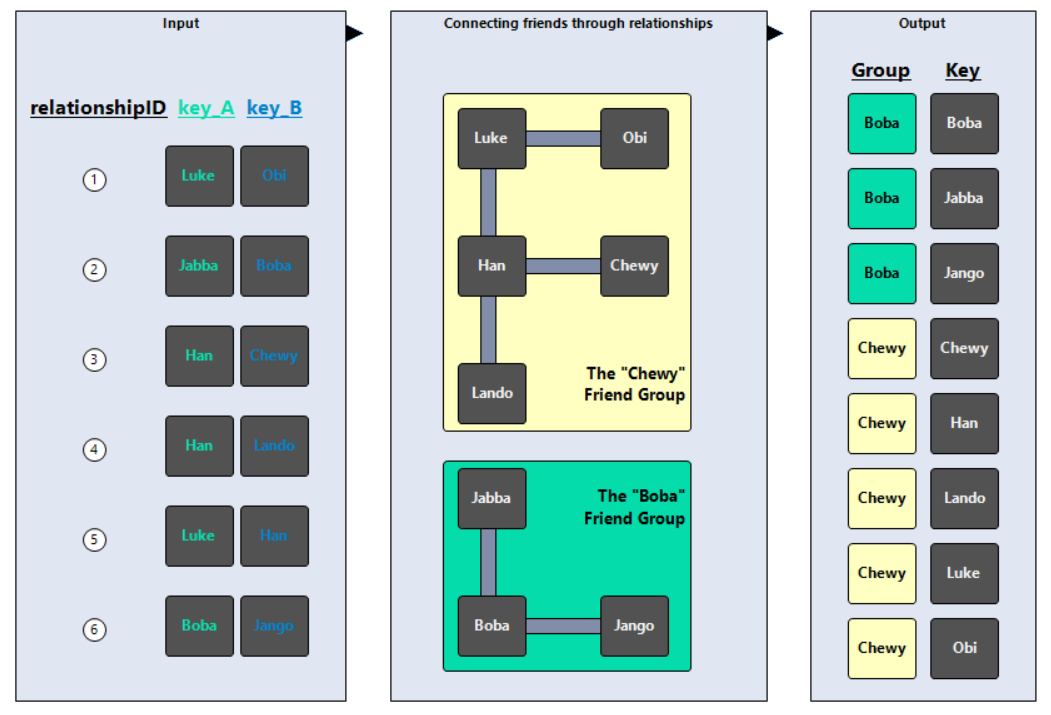 Input
relationshipID key_A key_B
1 Luke Obi
2 Jabba Boba
3 Han Chewy
4 Han Lando
5 Luke Han
6 Boba Jango
Connecting friends through relationships
Luke Obi
Han Chewy
Lando
The "Chewy"
Friend Group
Jabba
The "Boba"
Friend Group
Boba Jango
Output
Group Key
Boba Boba
Boba Jabba
Boba Jango
Chewy Chewy
Chewy Han
Chewy Lando
Chewy Luke
Chewy Obi